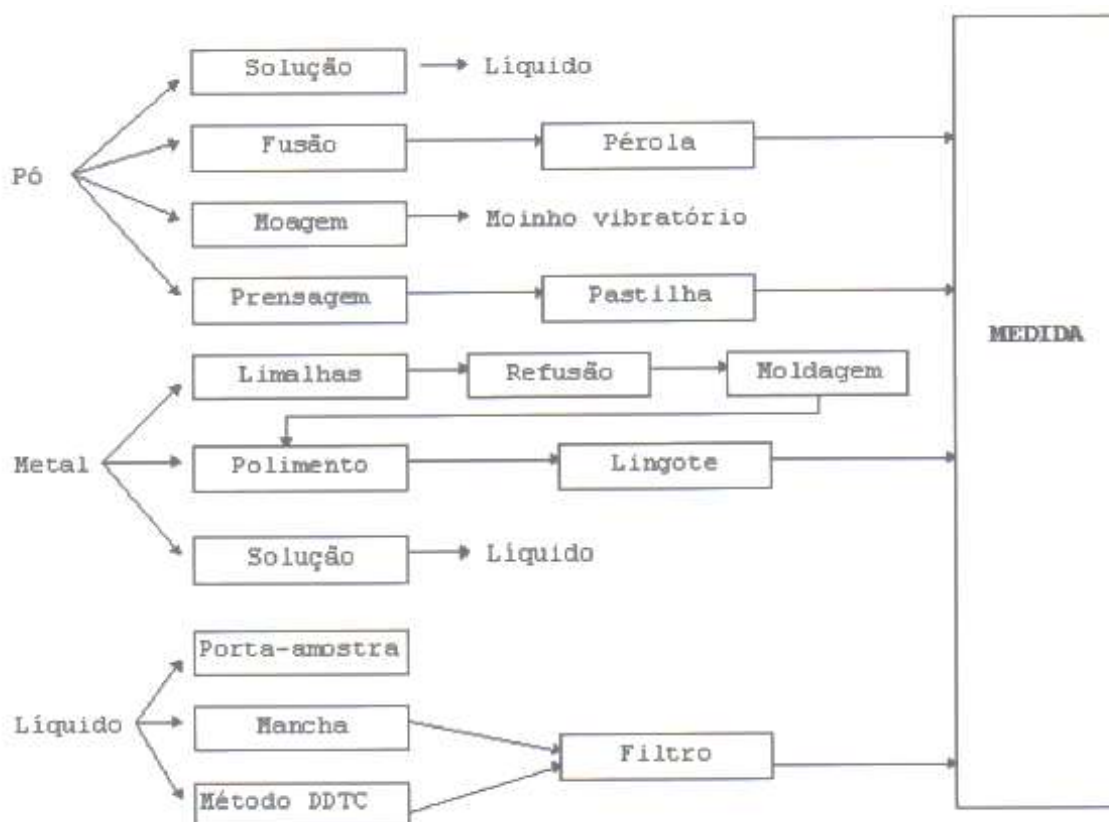 Solução
Líquido
Fusão
Pérola
Pó
Moagem
Moinho vibratório
Prensagem
Pastilha
MEDIDA
Limalhas
Refusão
Moldagem
Metal
Polimento
Lingote
Solução
Líquido
Porta-amostra
Líquido
Mancha
Filtro
Método DDTC